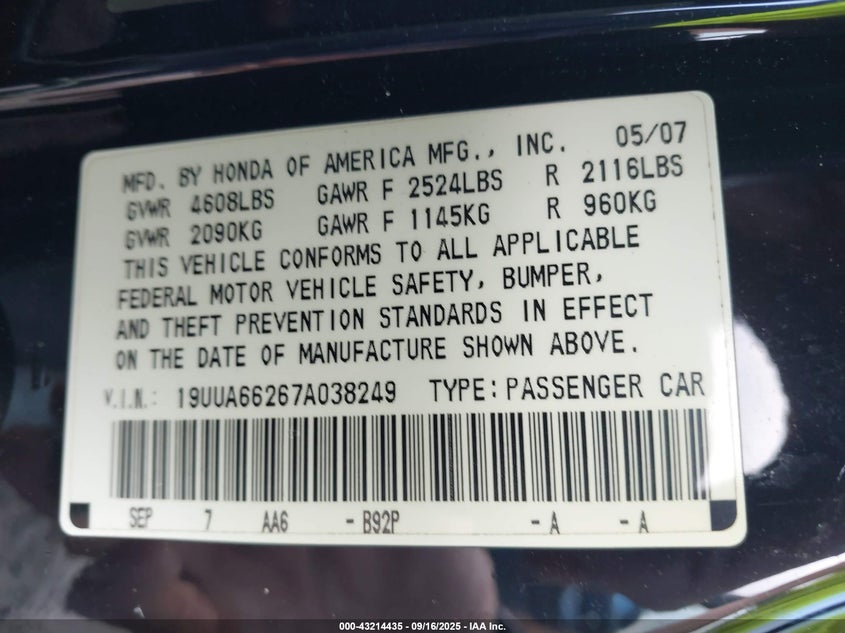 MFD. BY HONDA OF AMERICA MFG., INC. 05/07
GVWR 4608LBS GAWR F 2524LBS R 2116LBS
GVWR 2090KG GAWR F 1145KG R 960KG
THIS VEHICLE CONFORMS TO ALL APPLICABLE
FEDERAL MOTOR VEHICLE SAFETY, BUMPER,
AND THEFT PREVENTION STANDARDS IN EFFECT
ON THE DATE OF MANUFACTURE SHOWN ABOVE.
V.I.N.: 19UUA66267A038249 TYPE: PASSENGER CAR
SEP 7 AA6 - B92P - A - A
000-43214435 - 09/16/2025 - IAA Inc.